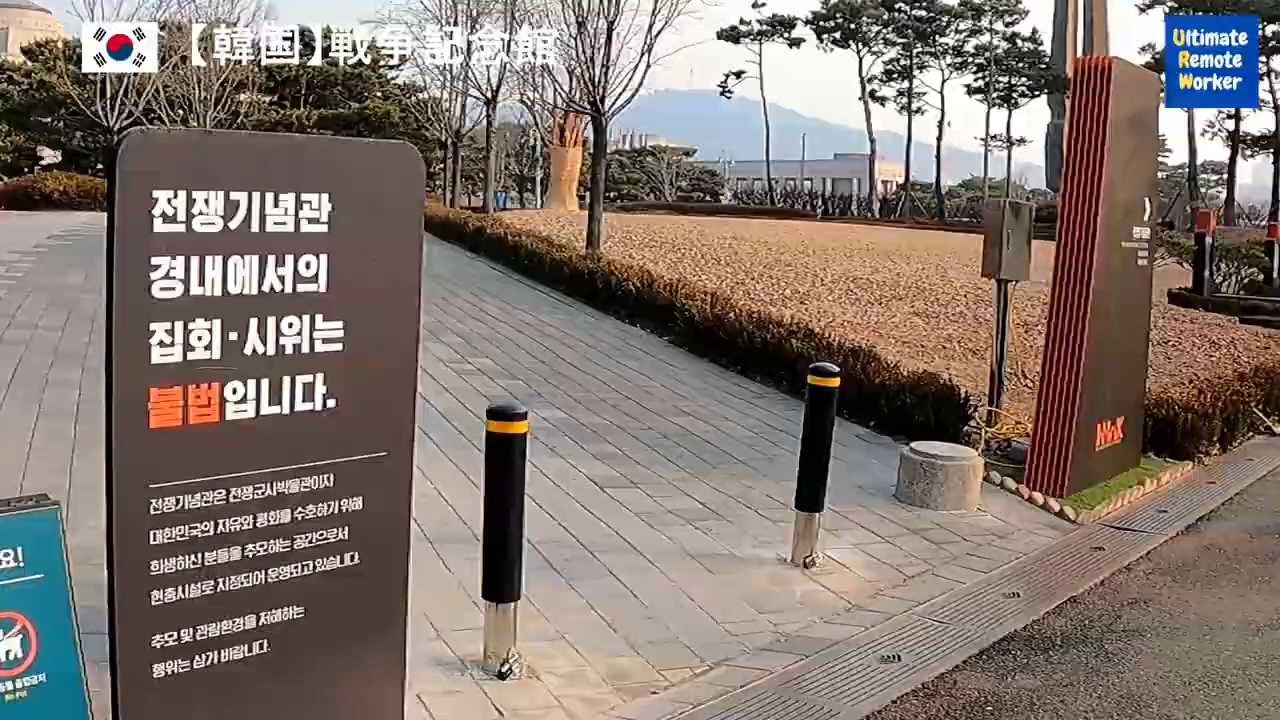 【韓国】戦争記念館
Ultimate
Remote
Worker
전쟁기념관
경내에서의
집회·시위는
불법입니다.
전쟁기념관은 전쟁군사박물관이자
대한민국의 자유와 평화를 수호하기 위해
희생하신 분들을 추모하는 공간으로서
현충시설로 지정되어 운영되고 있습니다.
추모 및 관람환경을 저해하는
행위는 삼가 바랍니다.
요!
No Pet